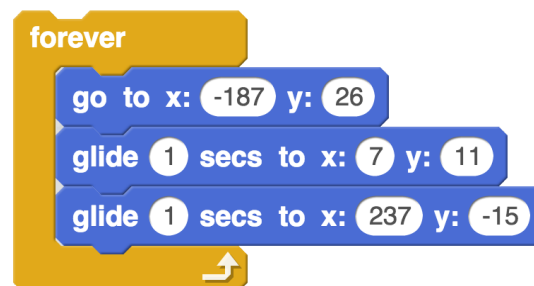 forever
go to x: -187 y: 26
glide 1 secs to x: 7 y: 11
glide 1 secs to x: 237 y: -15